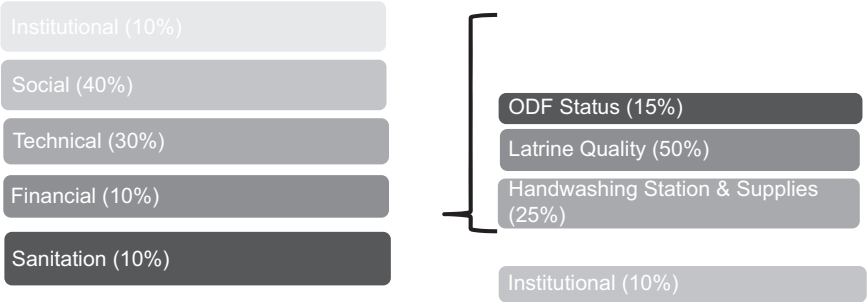 Institutional (10%)
Social (40%)
Technical (30%)
Financial (10%)
Sanitation (10%)
ODF Status (15%)
Latrine Quality (50%)
Handwashing Station & Supplies
(25%)
Institutional (10%)